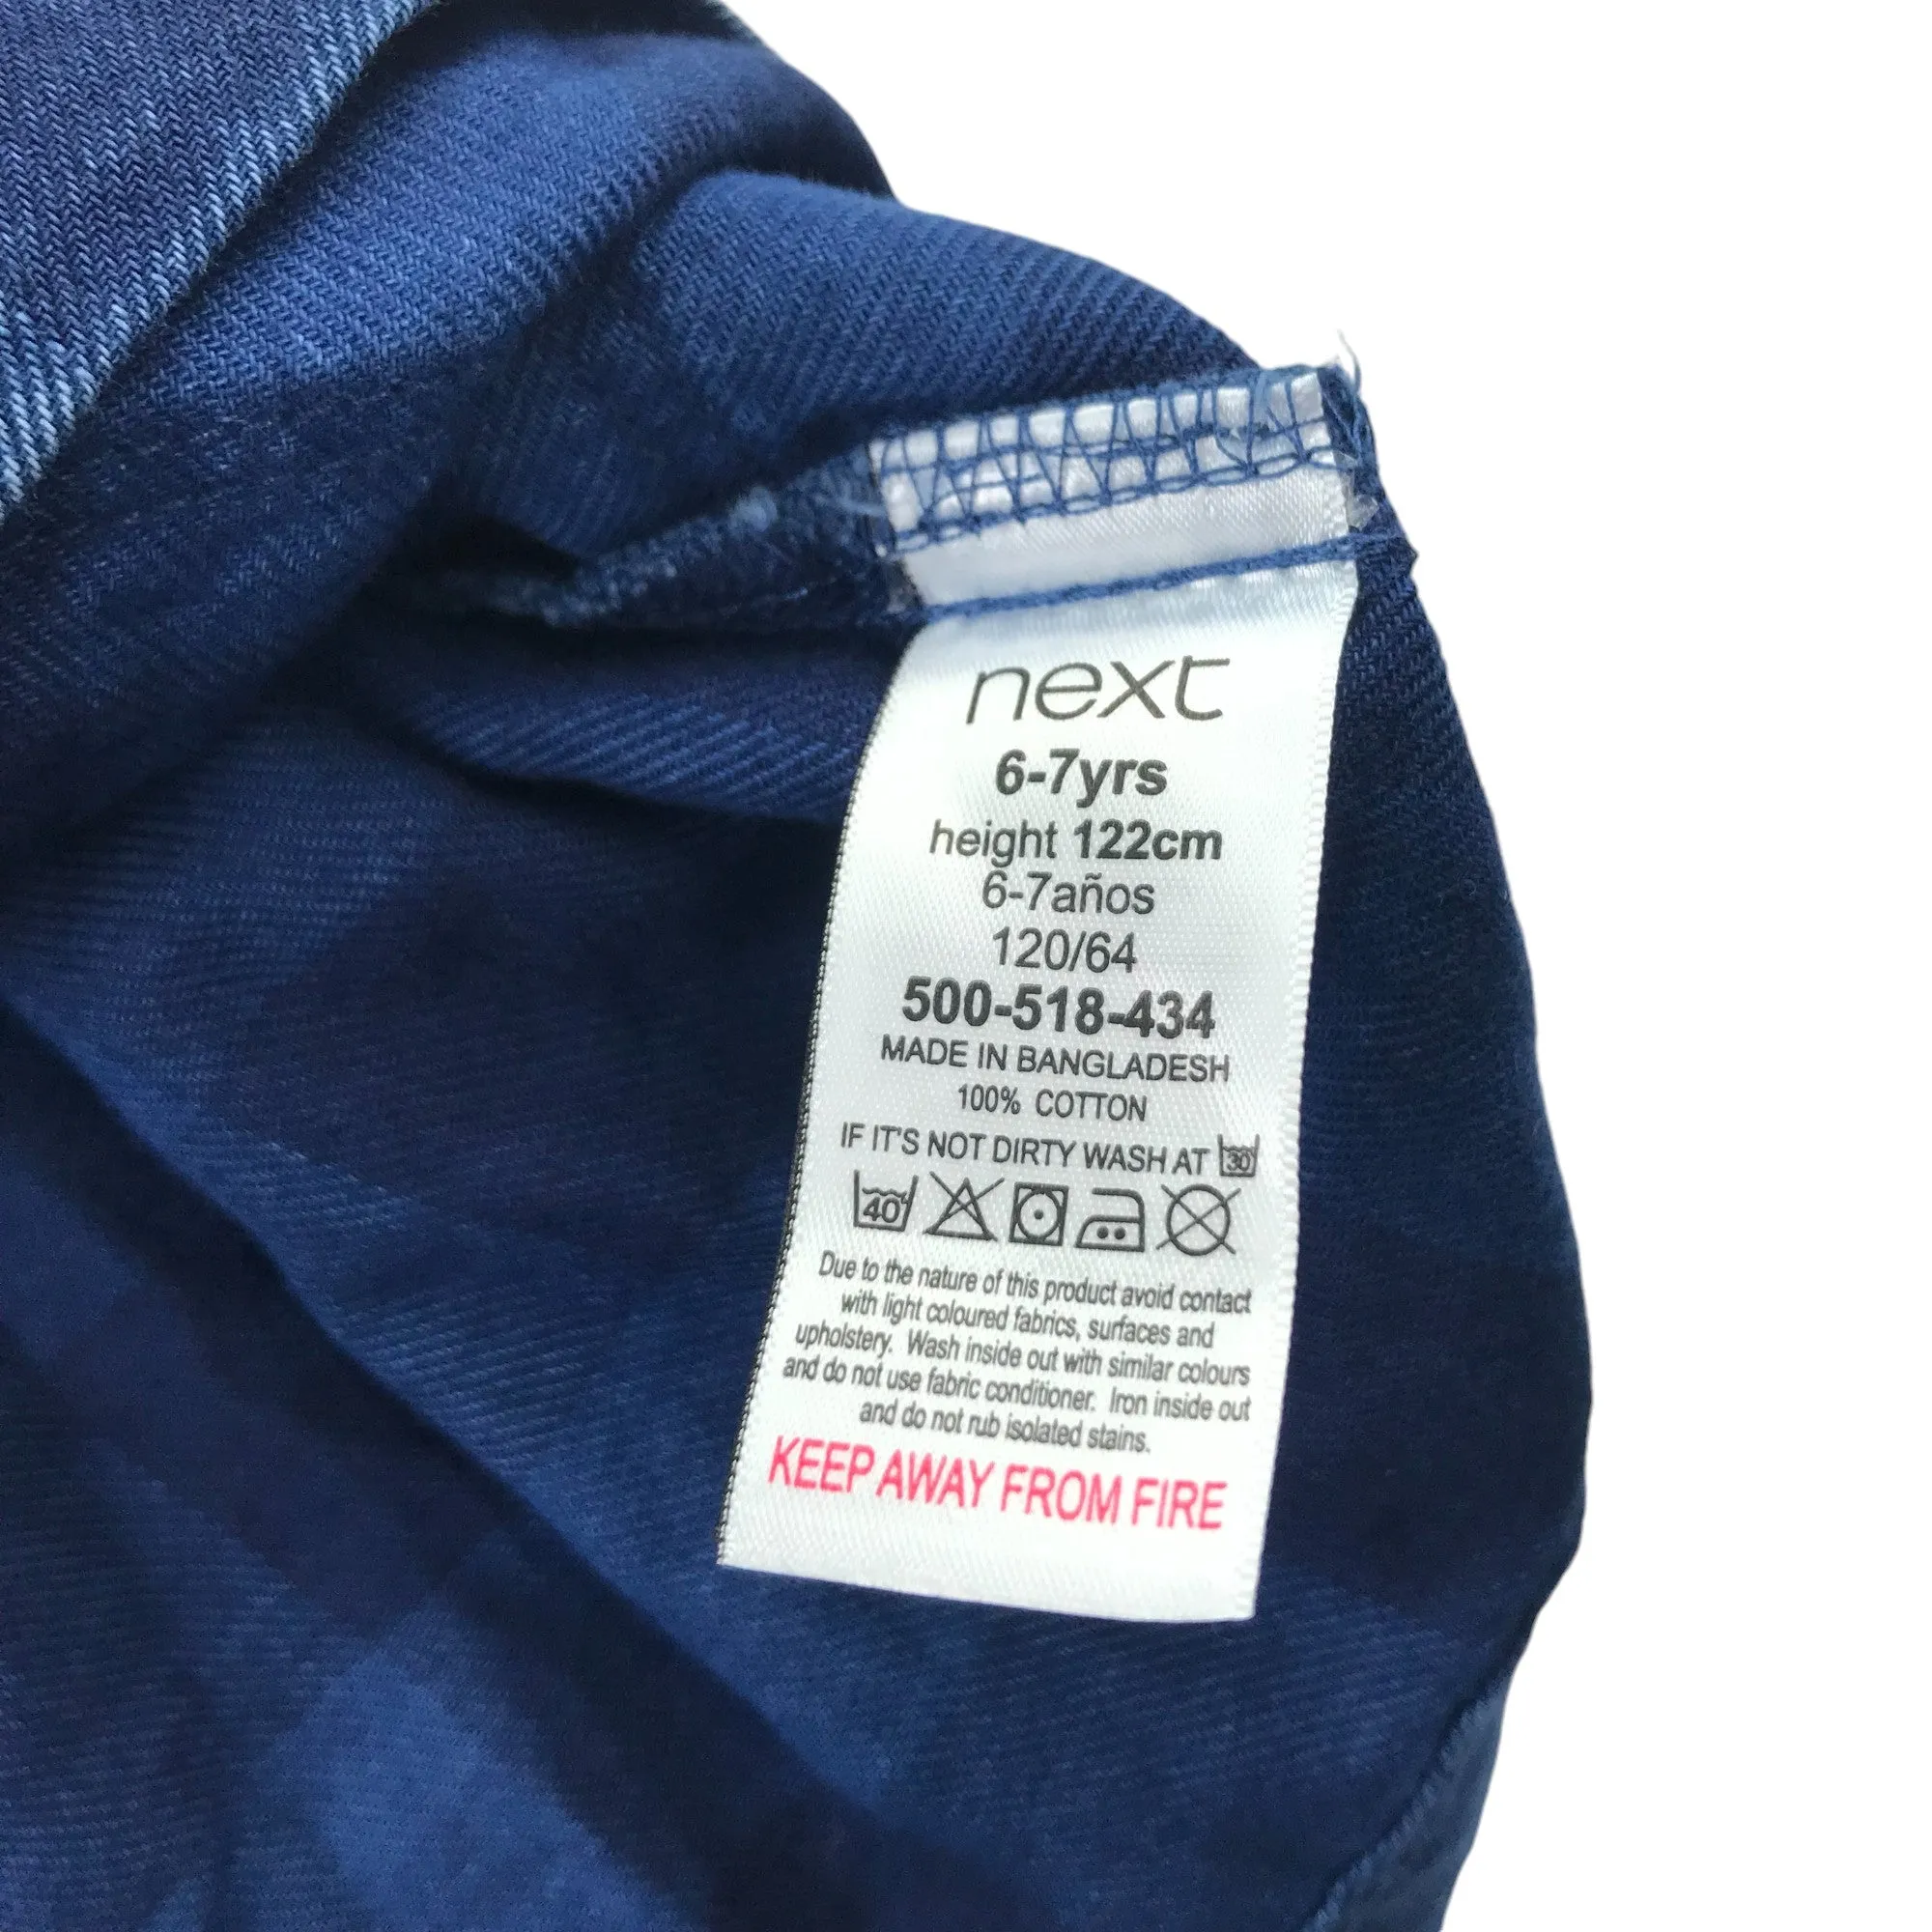 next
6-7yrs
height 122cm
6-7años
120/64
500-518-434
MADE IN BANGLADESH
100% COTTON
IF IT'S NOT DIRTY WASH AT 30
40
Due to the nature of this product avoid contact
with light coloured fabrics, surfaces and
upholstery. Wash inside out with similar colours
and do not use fabric conditioner. Iron inside out
and do not rub isolated stains.
KEEP AWAY FROM FIRE